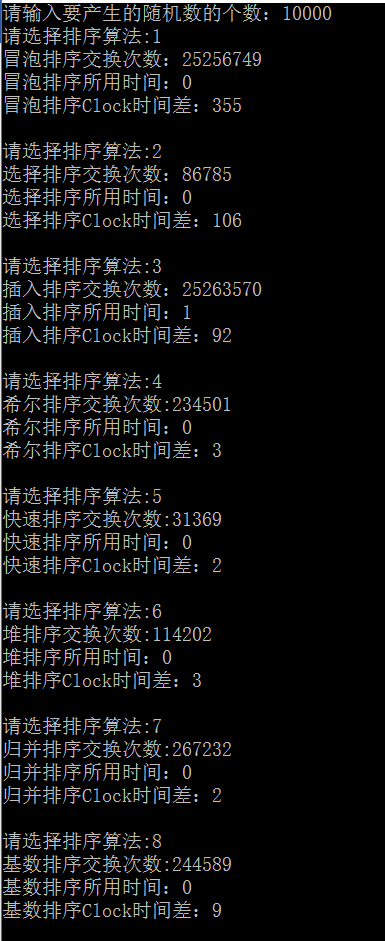 请输入要产生的随机数的个数：10000
请选择排序算法:1
冒泡排序交换次数：25256749
冒泡排序所用时间：0
冒泡排序Clock时间差：355
请选择排序算法:2
选择排序交换次数：86785
选择排序所用时间：0
选择排序Clock时间差：106
请选择排序算法:3
插入排序交换次数：25263570
插入排序所用时间：1
插入排序Clock时间差：92
请选择排序算法:4
希尔排序交换次数:234501
希尔排序所用时间：0
希尔排序Clock时间差：3
请选择排序算法:5
快速排序交换次数:31369
快速排序所用时间：0
快速排序Clock时间差：2
请选择排序算法:6
堆排序交换次数:114202
堆排序所用时间：0
堆排序Clock时间差：3
请选择排序算法:7
归并排序交换次数:267232
归并排序所用时间：0
归并排序Clock时间差：2
请选择排序算法:8
基数排序交换次数:244589
基数排序所用时间：0
基数排序Clock时间差：9